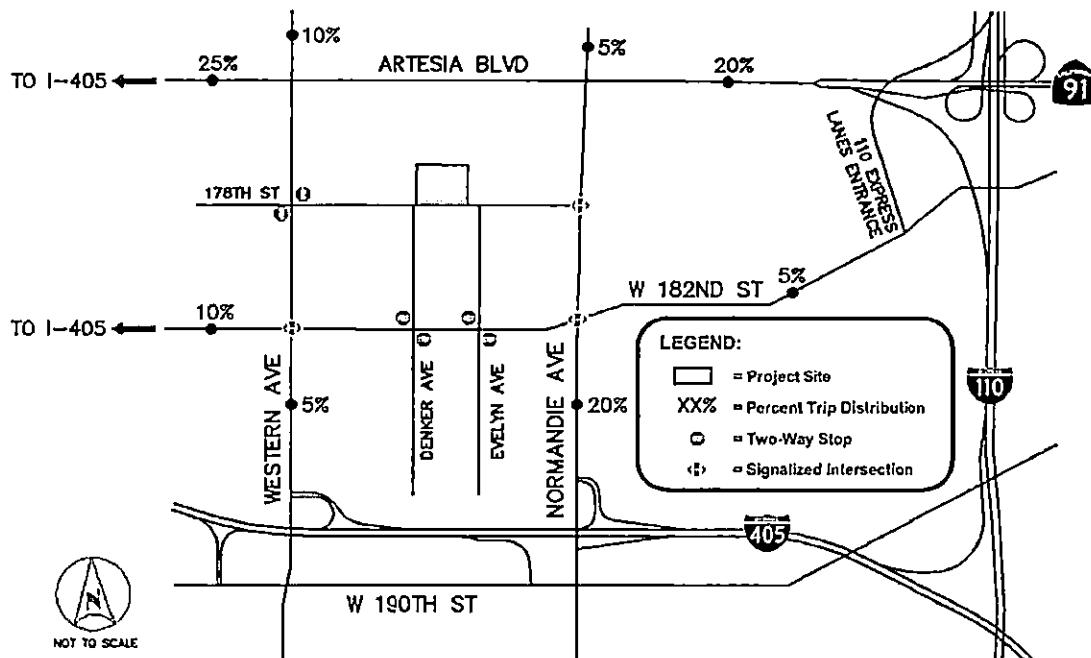 10%
5%
25%
ARTESIA BLVD
20%
TO I-405
91
110 EXPRESS
LANES ENTRANCE
178TH ST
5%
W 182ND ST
10%
TO I-405
LEGEND:
= Project Site
XX% = Percent Trip Distribution
= Two-Way Stop
= Signalized Intersection
WESTERN AVE
5%
DENKER AVE
EVELYN AVE
NORMANDIE AVE
20%
110
405
W 190TH ST
N
NOT TO SCALE